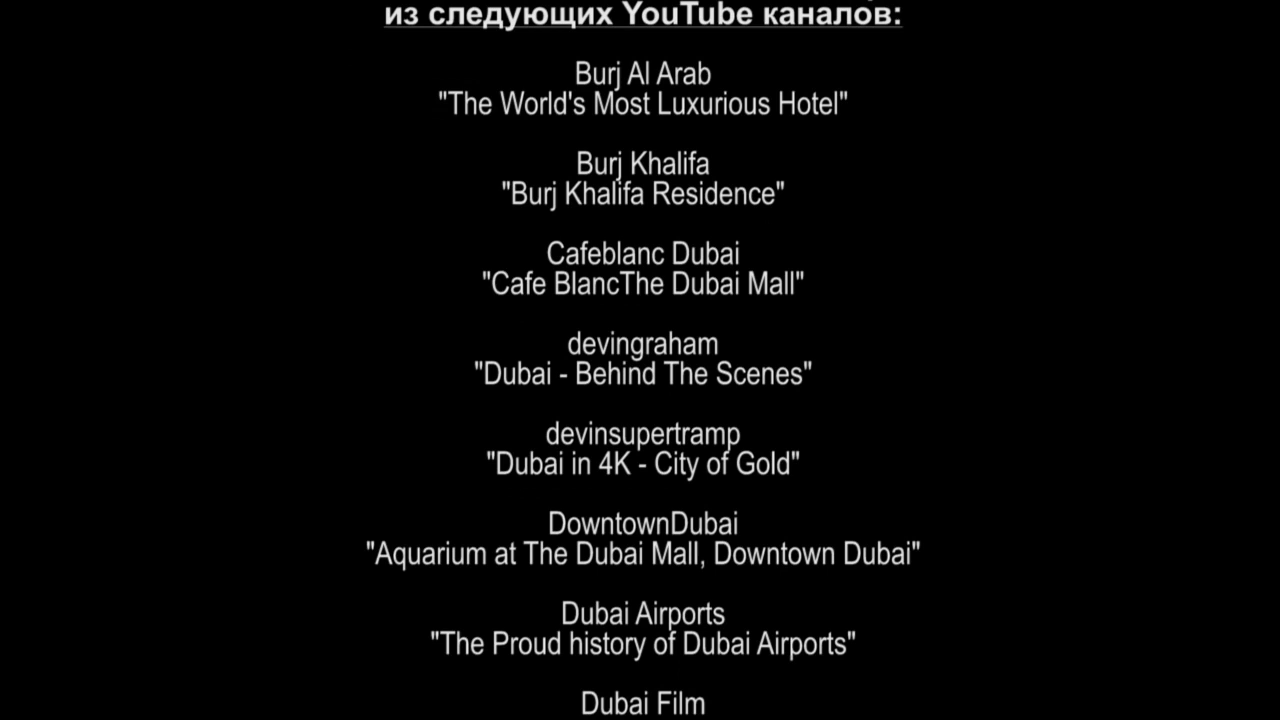 из следующих YouTube каналов:
Burj Al Arab
"The World's Most Luxurious Hotel"
Burj Khalifa
"Burj Khalifa Residence"
Cafeblanc Dubai
"Cafe BlancThe Dubai Mall"
devingraham
"Dubai - Behind The Scenes"
devinsupertramp
"Dubai in 4K - City of Gold"
DowntownDubai
"Aquarium at The Dubai Mall, Downtown Dubai"
Dubai Airports
"The Proud history of Dubai Airports"
Dubai Film